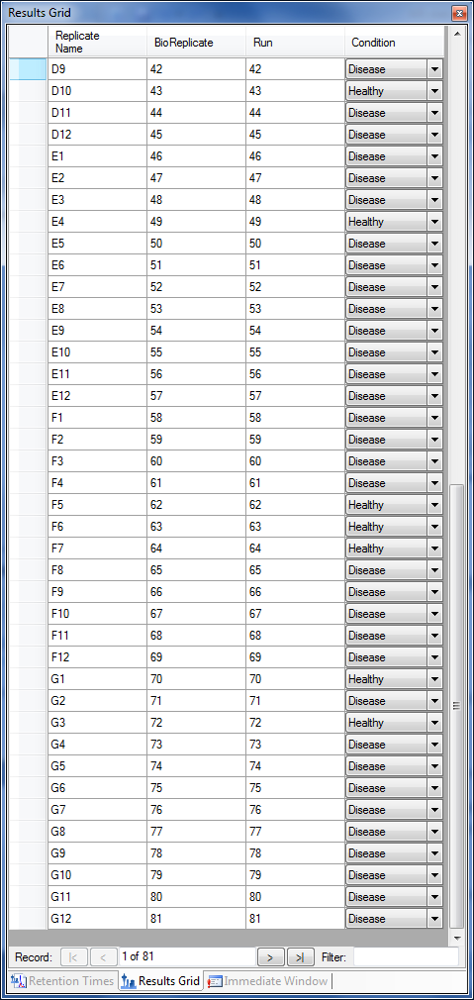 Results Grid
Replicate Name BioReplicate Run Condition
D9 42 42 Disease
D10 43 43 Healthy
D11 44 44 Disease
D12 45 45 Disease
E1 46 46 Disease
E2 47 47 Disease
E3 48 48 Disease
E4 49 49 Healthy
E5 50 50 Disease
E6 51 51 Disease
E7 52 52 Disease
E8 53 53 Disease
E9 54 54 Disease
E10 55 55 Disease
E11 56 56 Disease
E12 57 57 Disease
F1 58 58 Disease
F2 59 59 Disease
F3 60 60 Disease
F4 61 61 Disease
F5 62 62 Healthy
F6 63 63 Healthy
F7 64 64 Healthy
F8 65 65 Disease
F9 66 66 Disease
F10 67 67 Disease
F11 68 68 Disease
F12 69 69 Disease
G1 70 70 Healthy
G2 71 71 Disease
G3 72 72 Healthy
G4 73 73 Disease
G5 74 74 Disease
G6 75 75 Disease
G7 76 76 Disease
G8 77 77 Disease
G9 78 78 Disease
G10 79 79 Disease
G11 80 80 Disease
G12 81 81 Disease
Record: 1 of 81 Filter:
Retention Times Results Grid Immediate Window